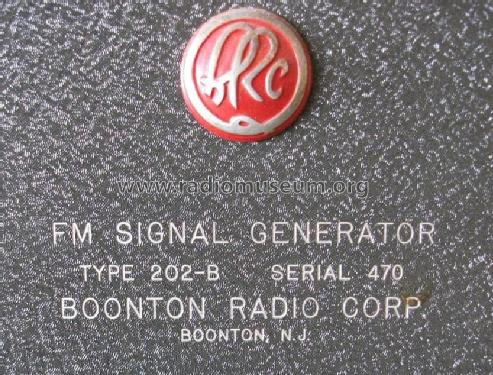 BRC
www.radiomuseum.org
FM SIGNAL GENERATOR
TYPE 202-B SERIAL 470
BOONTON RADIO CORP.
BOONTON, N.J.